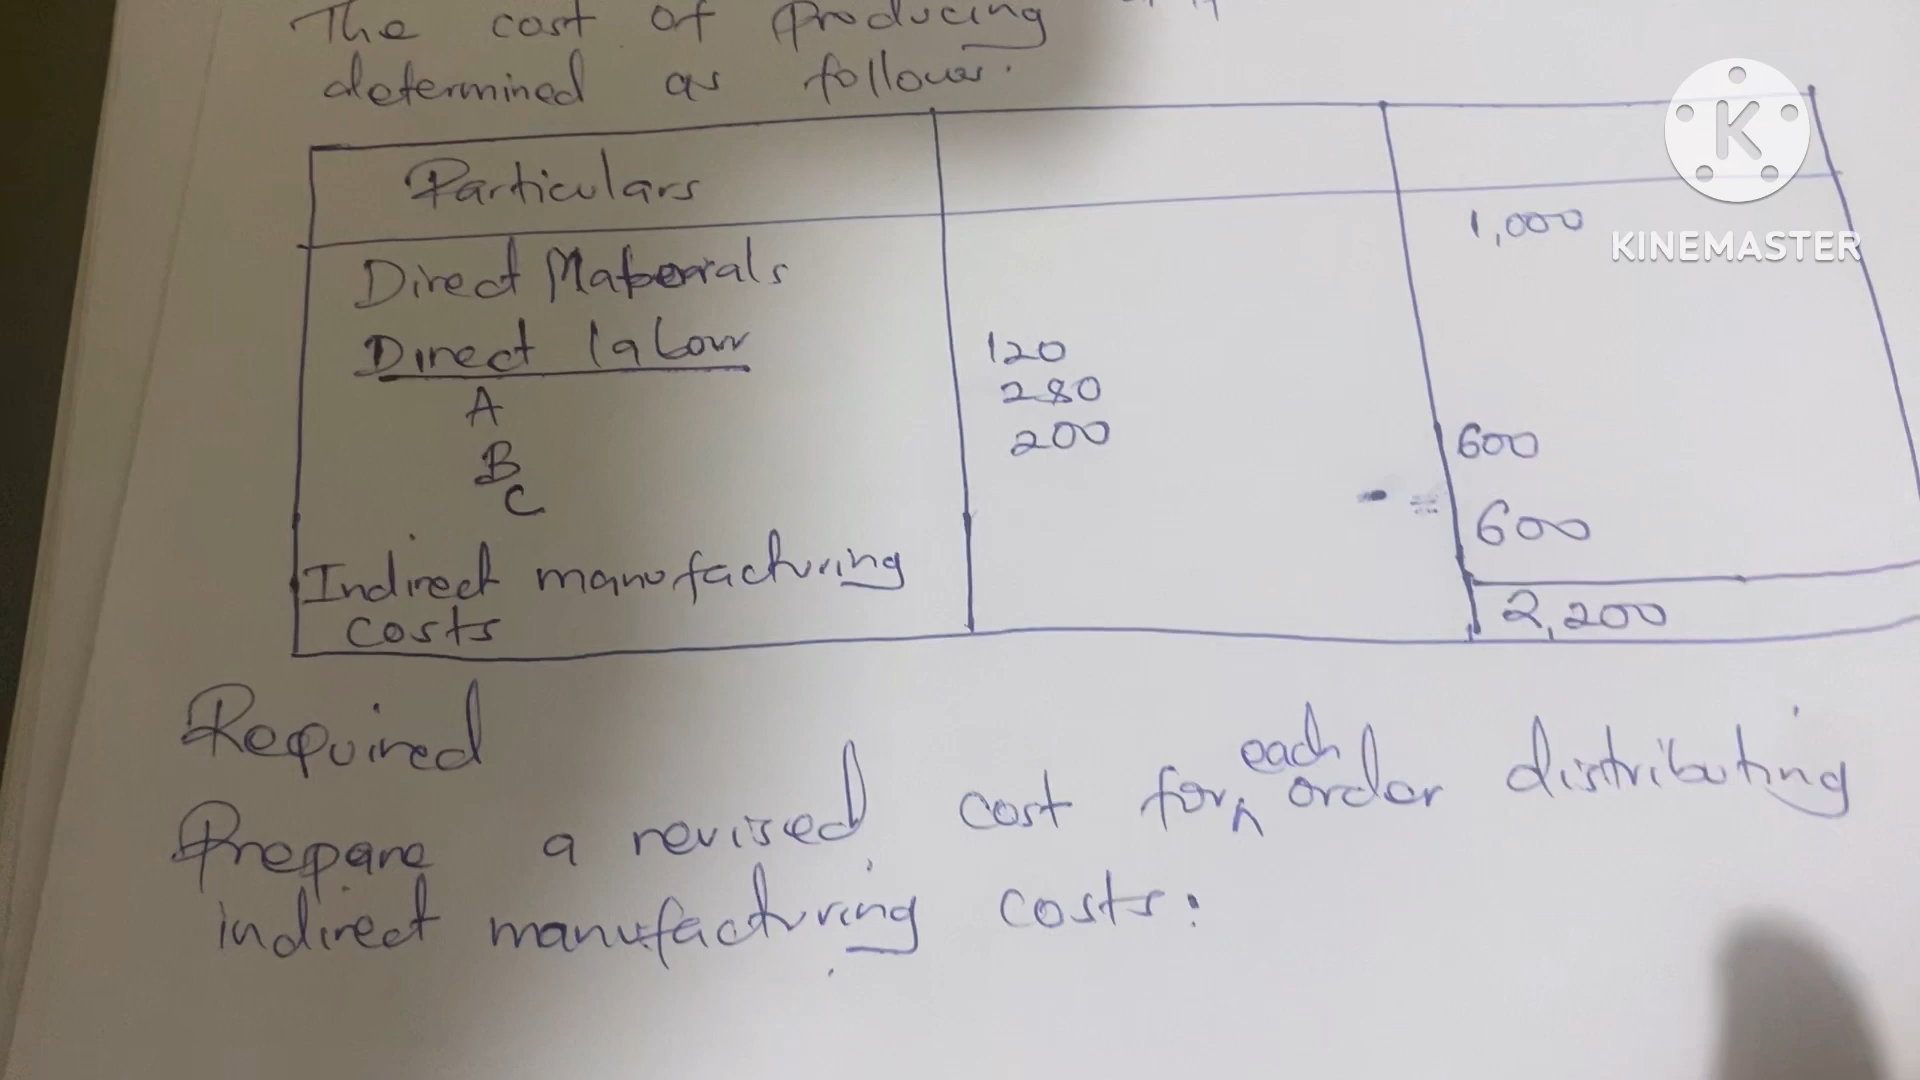 The cost of producing
determined as follows:
Particulars
Direct Materials 1,000
Direct labour
A 120
B 280
C 200 600
Indirect manufacturing 600
costs
2,200
Required
Prepare a revised cost for each order distributing
indirect manufacturing costs:
K
KINEMASTER